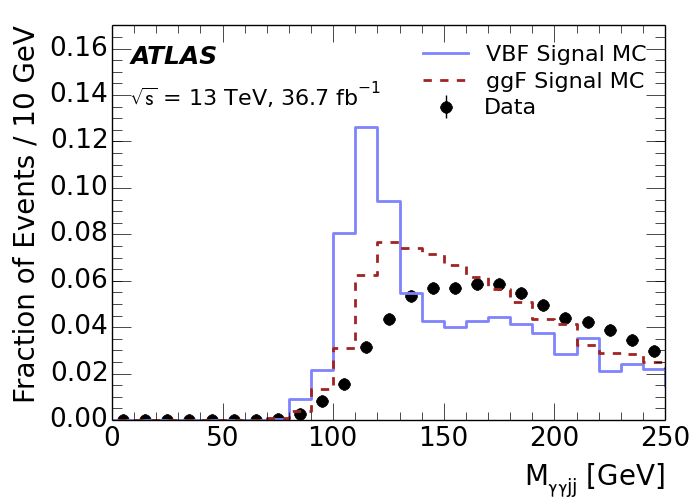 ATLAS
√s = 13 TeV, 36.7 fb⁻¹
VBF Signal MC
ggF Signal MC
Data
Fraction of Events / 10 GeV
0.16
0.14
0.12
0.10
0.08
0.06
0.04
0.02
0.00
0 50 100 150 200 250
M_γγjj [GeV]